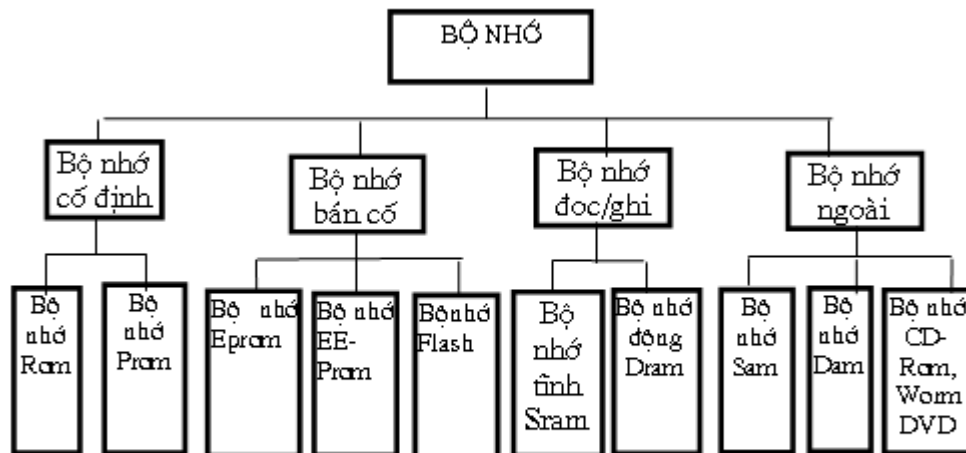 BỘ NHỚ
Bộ nhớ
cố định
Bộ nhớ
bán cố
Bộ nhớ
đoc/ghi
Bộ nhớ
ngoài
Bộ
nhớ
Rom
Bộ
nhớ
Prom
Bộ nhớ
Eprom
Bộ nhớ
EE-
Prom
Bộ nhớ
Flash
Bộ
nhớ
tĩnh
Sram
Bộ nhớ
động
Dram
Bộ
nhớ
Sam
Bộ
nhớ
Dam
Bộ nhớ
CD-
Rom,
Worm
DVD